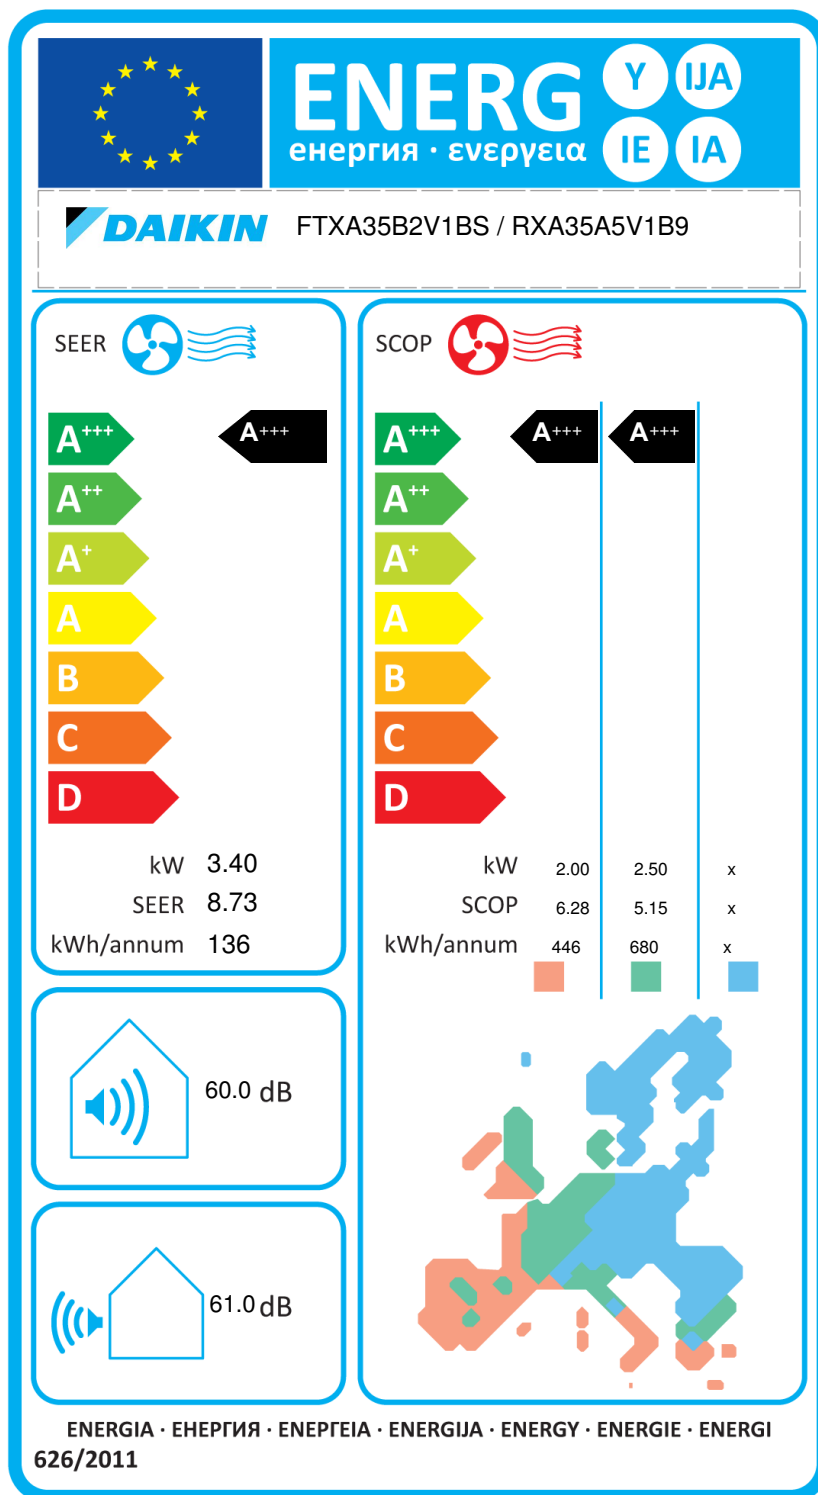 ENERG
енергия · ενεργεια
Y IJA
IE IA
DAIKIN FTXA35B2V1BS / RXA35A5V1B9
SEER
A+++ A+++
A++
A+
A
B
C
D
kW 3.40
SEER 8.73
kWh/annum 136
SCOP
A+++ A+++ A+++
A++
A+
A
B
C
D
kW 2.00 2.50 x
SCOP 6.28 5.15 x
kWh/annum 446 680 x
60.0 dB
61.0 dB
ENERGIA · ЕНЕРГИЯ · ΕΝΕΡΓΕΙΑ · ENERGIJA · ENERGY · ENERGIE · ENERGI
626/2011